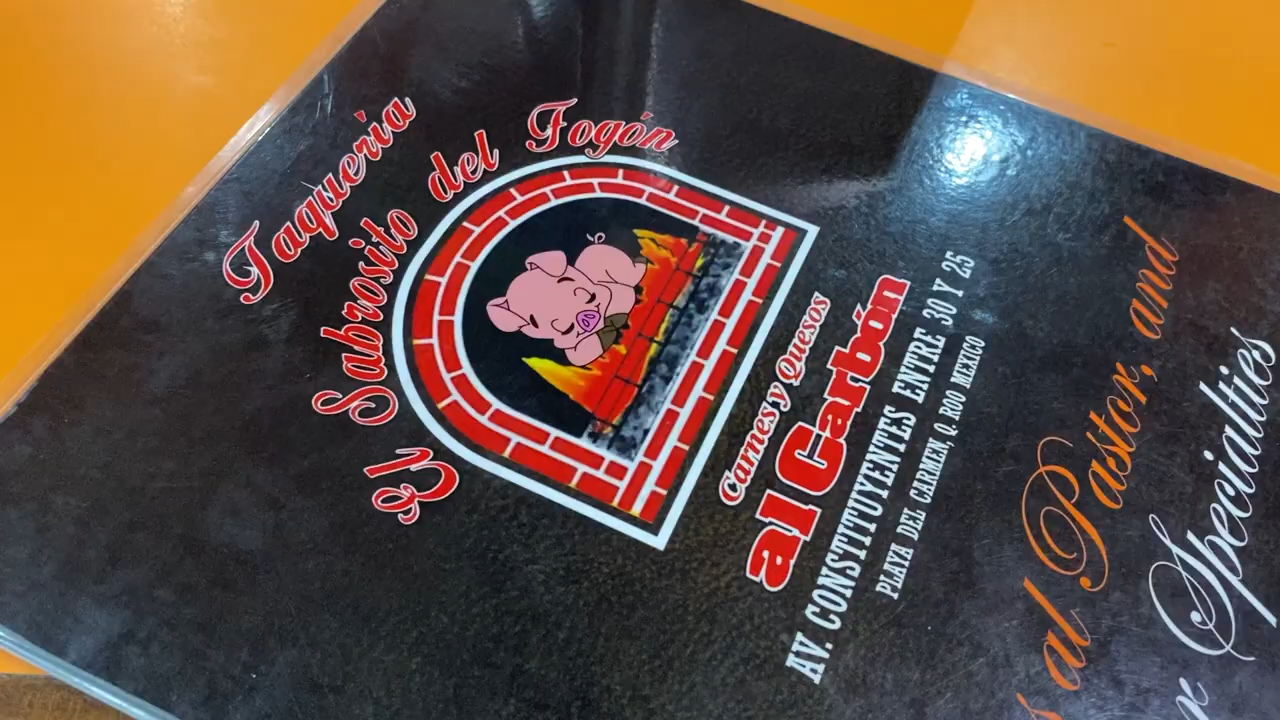 Taquería
El Sabrosito del Fogón
Carnes y Quesos
al Carbón
AV. CONSTITUYENTES ENTRE 30 Y 25
PLAYA DEL CARMEN, Q. ROO MEXICO
al Pastor, and
Specialties